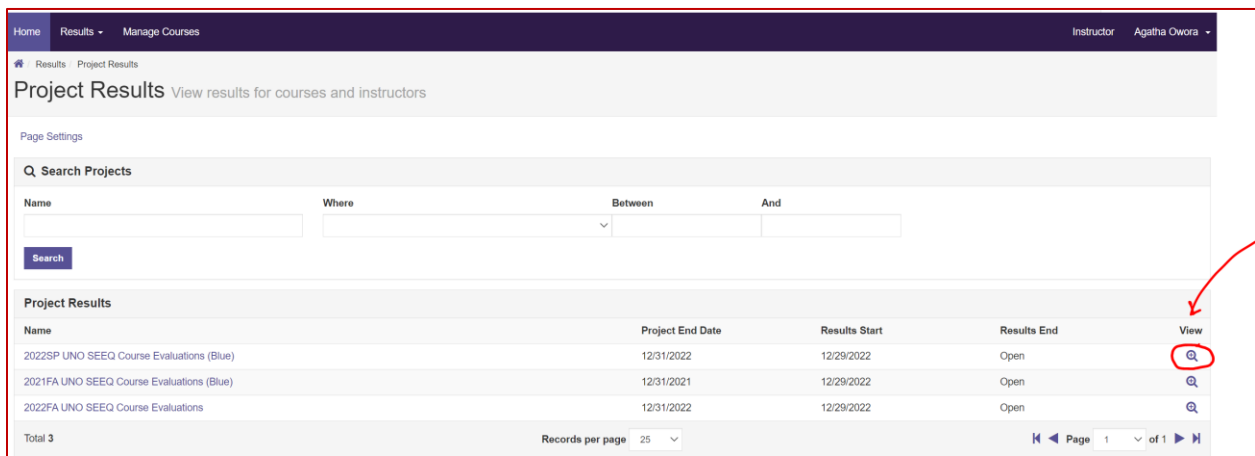 Home Results Manage Courses Instructor Agatha Owora
Results / Project Results
Project Results View results for courses and instructors
Page Settings
Search Projects
Name Where Between And
Search
Project Results
Name Project End Date Results Start Results End View
2022SP UNO SEEQ Course Evaluations (Blue) 12/31/2022 12/29/2022 Open
2021FA UNO SEEQ Course Evaluations (Blue) 12/31/2021 12/29/2022 Open
2022FA UNO SEEQ Course Evaluations 12/31/2022 12/29/2022 Open
Total 3 Records per page 25 Page 1 of 1